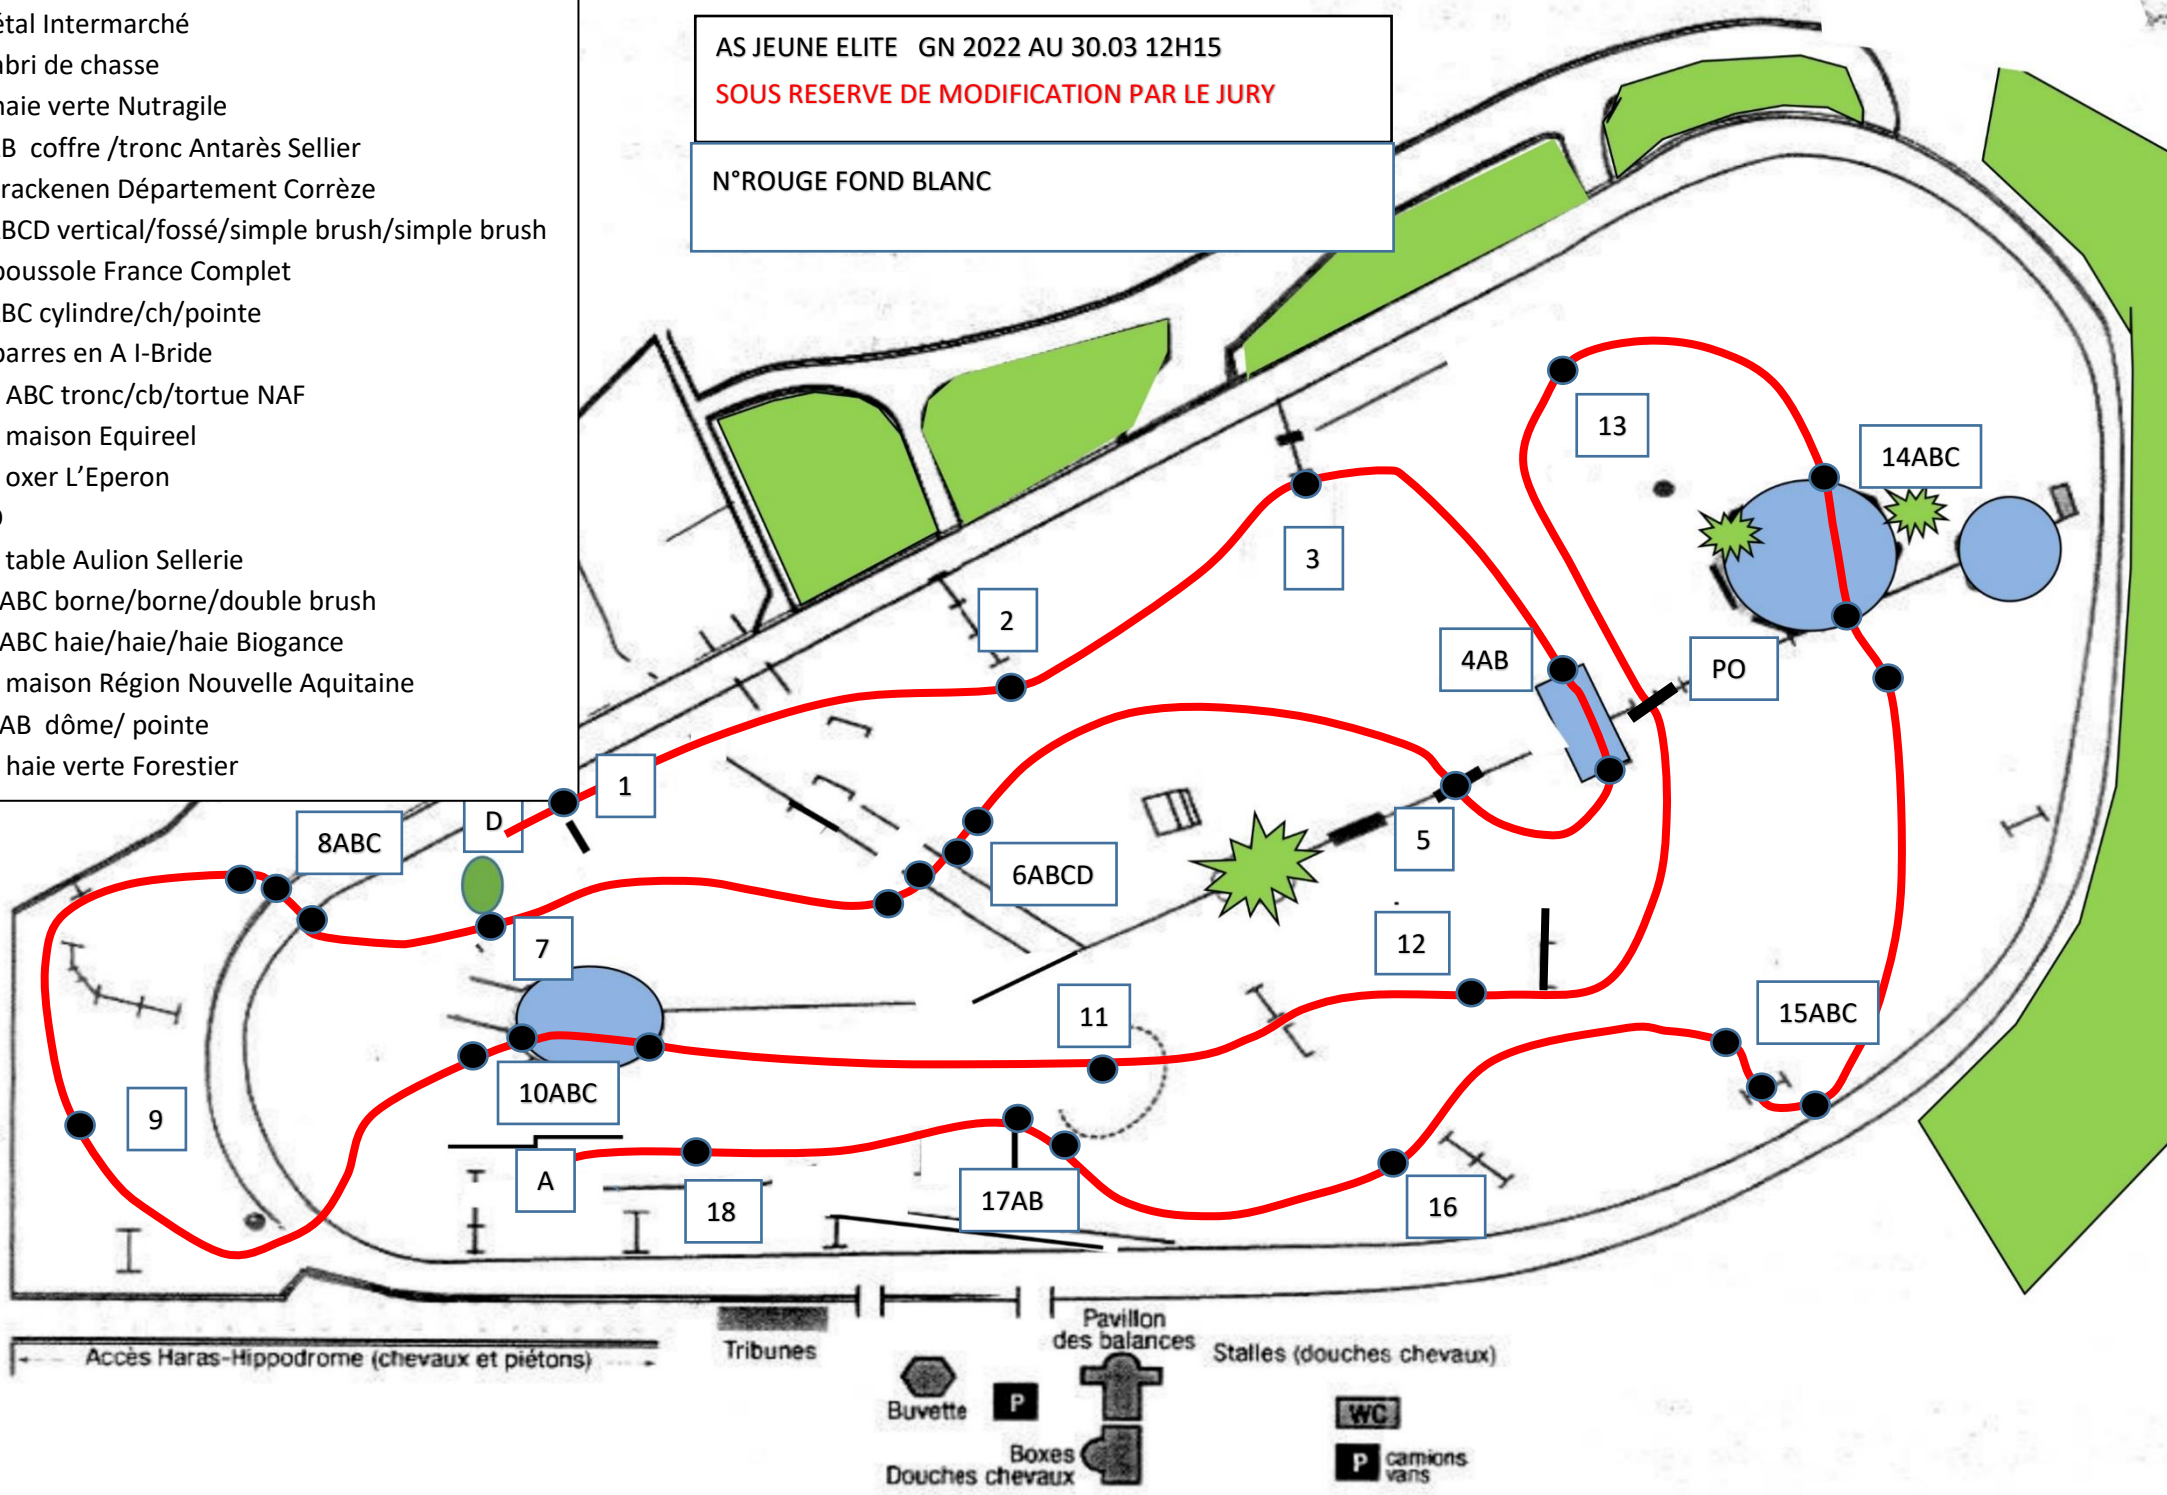 étal Intermarché
abri de chasse
haie verte Nutragile
B coffre /tronc Antarès Sellier
rackenen Département Corrèze
BCD vertical/fossé/simple brush/simple brush
boussole France Complet
BC cylindre/ch/pointe
barres en A I-Bride
ABC tronc/cb/tortue NAF
maison Equireel
oxer L'Eperon
table Aulion Sellerie
ABC borne/borne/double brush
ABC haie/haie/haie Biogance
maison Région Nouvelle Aquitaine
AB dôme/ pointe
haie verte Forestier
AS JEUNE ELITE GN 2022 AU 30.03 12H15
SOUS RESERVE DE MODIFICATION PAR LE JURY
N°ROUGE FOND BLANC
13
14ABC
3
2
4AB
PO
1
D
8ABC
5
6ABCD
7
12
11
15ABC
10ABC
9
A
17AB
16
18
Accès Haras-Hippodrome (chevaux et piétons)
Tribunes
Pavillon
des balances
Stalles (douches chevaux)
Buvette
P
WC
Boxes
Douches chevaux
P
camions
vans